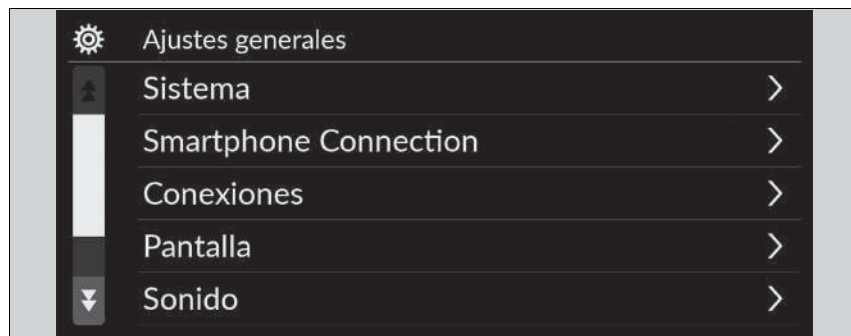 Ajustes generales
Sistema
Smartphone Connection
Conexiones
Pantalla
Sonido